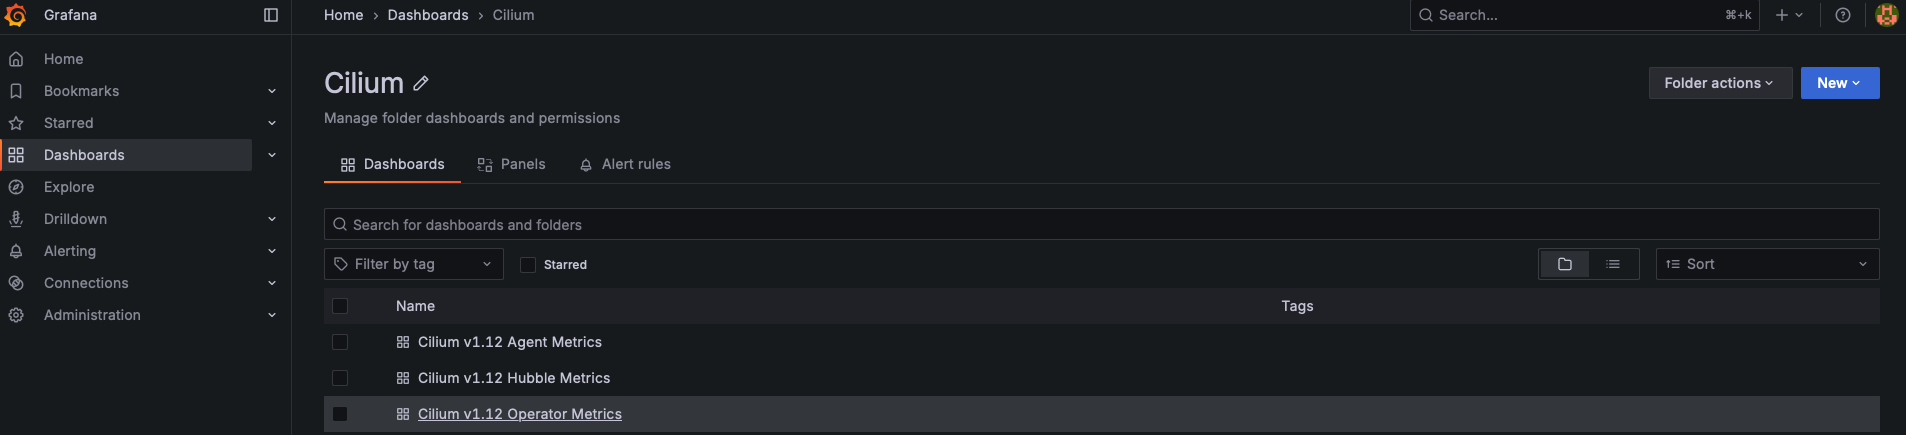 Grafana
Home
Bookmarks
Starred
Dashboards
Explore
Drilldown
Alerting
Connections
Administration
Home › Dashboards › Cilium
Search... ⌘+k
Cilium
Folder actions
New
Manage folder dashboards and permissions
Dashboards Panels Alert rules
Search for dashboards and folders
Filter by tag Starred Sort
Name Tags
Cilium v1.12 Agent Metrics
Cilium v1.12 Hubble Metrics
Cilium v1.12 Operator Metrics